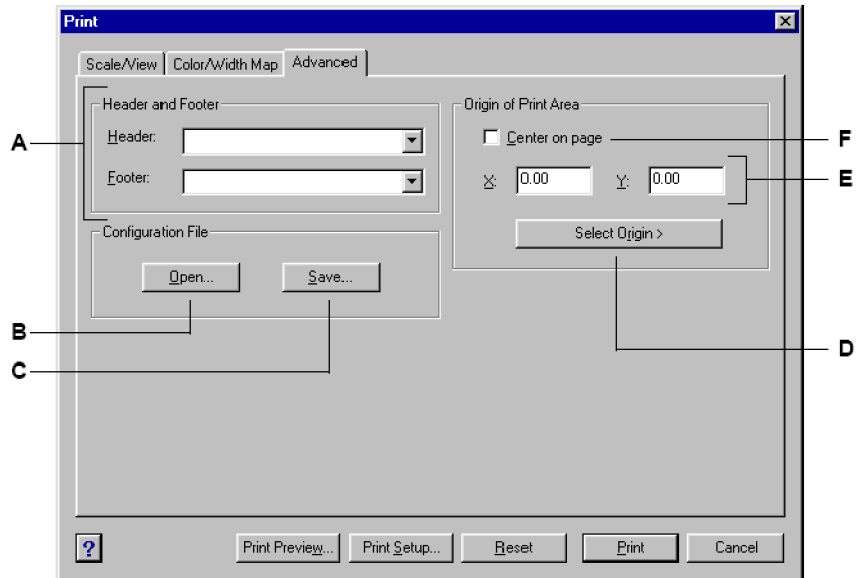 Print
Scale/View Color/Width Map Advanced
Header and Footer
Header:
Footer:
Configuration File
Open... Save...
Origin of Print Area
Center on page
X: 0.00 Y: 0.00
Select Origin >
A
B
C
F
E
D
? Print Preview... Print Setup... Reset Print Cancel